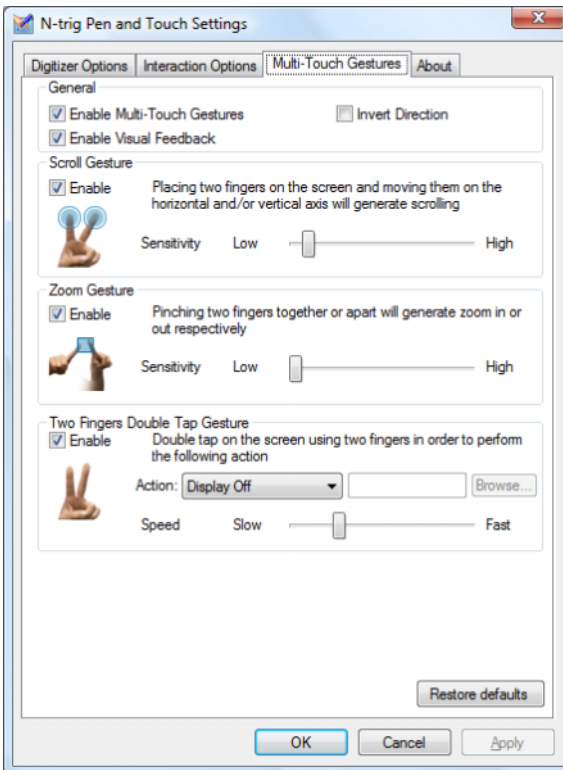 N-trig Pen and Touch Settings
Digitizer Options Interaction Options Multi-Touch Gestures About
General
Enable Multi-Touch Gestures Invert Direction
Enable Visual Feedback
Scroll Gesture
Enable Placing two fingers on the screen and moving them on the
horizontal and/or vertical axis will generate scrolling
Sensitivity Low High
Zoom Gesture
Enable Pinching two fingers together or apart will generate zoom in or
out respectively
Sensitivity Low High
Two Fingers Double Tap Gesture
Enable Double tap on the screen using two fingers in order to perform
the following action
Action: Display Off Browse...
Speed Slow Fast
Restore defaults
OK Cancel Apply